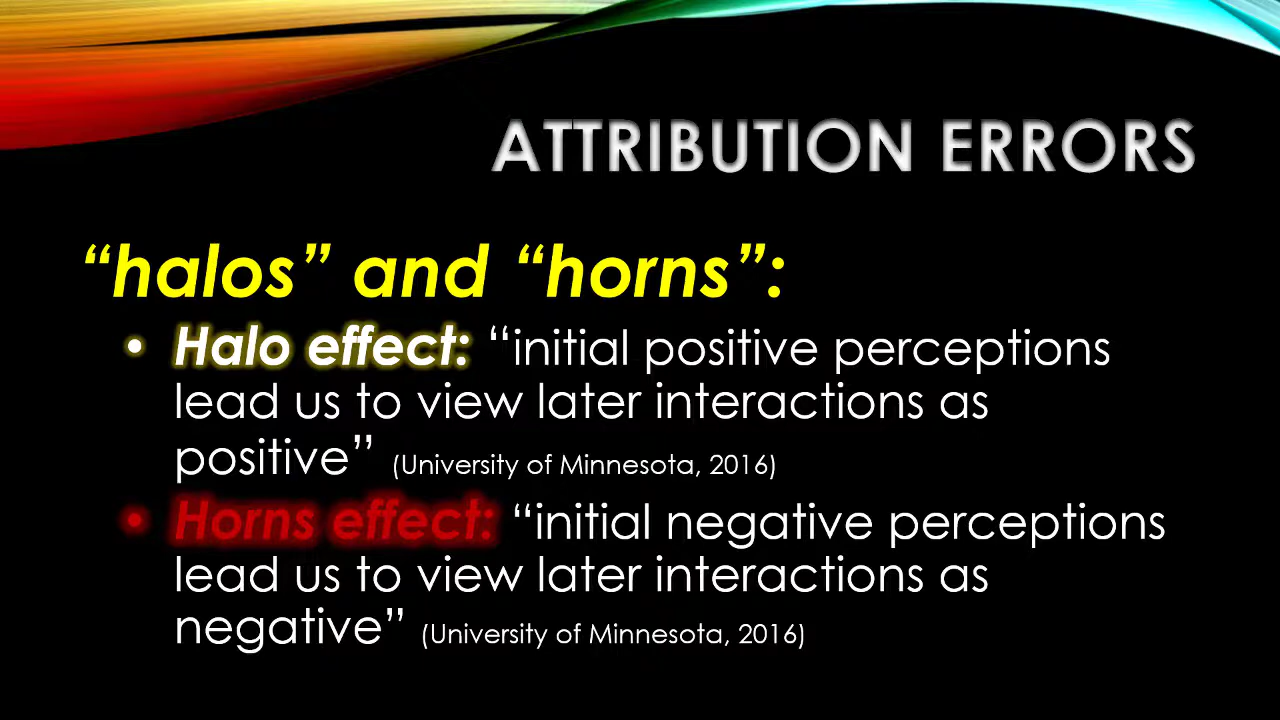 ATTRIBUTION ERRORS
“halos” and “horns”:
• Halo effect: “initial positive perceptions
lead us to view later interactions as
positive” (University of Minnesota, 2016)
• Horns effect: “initial negative perceptions
lead us to view later interactions as
negative” (University of Minnesota, 2016)